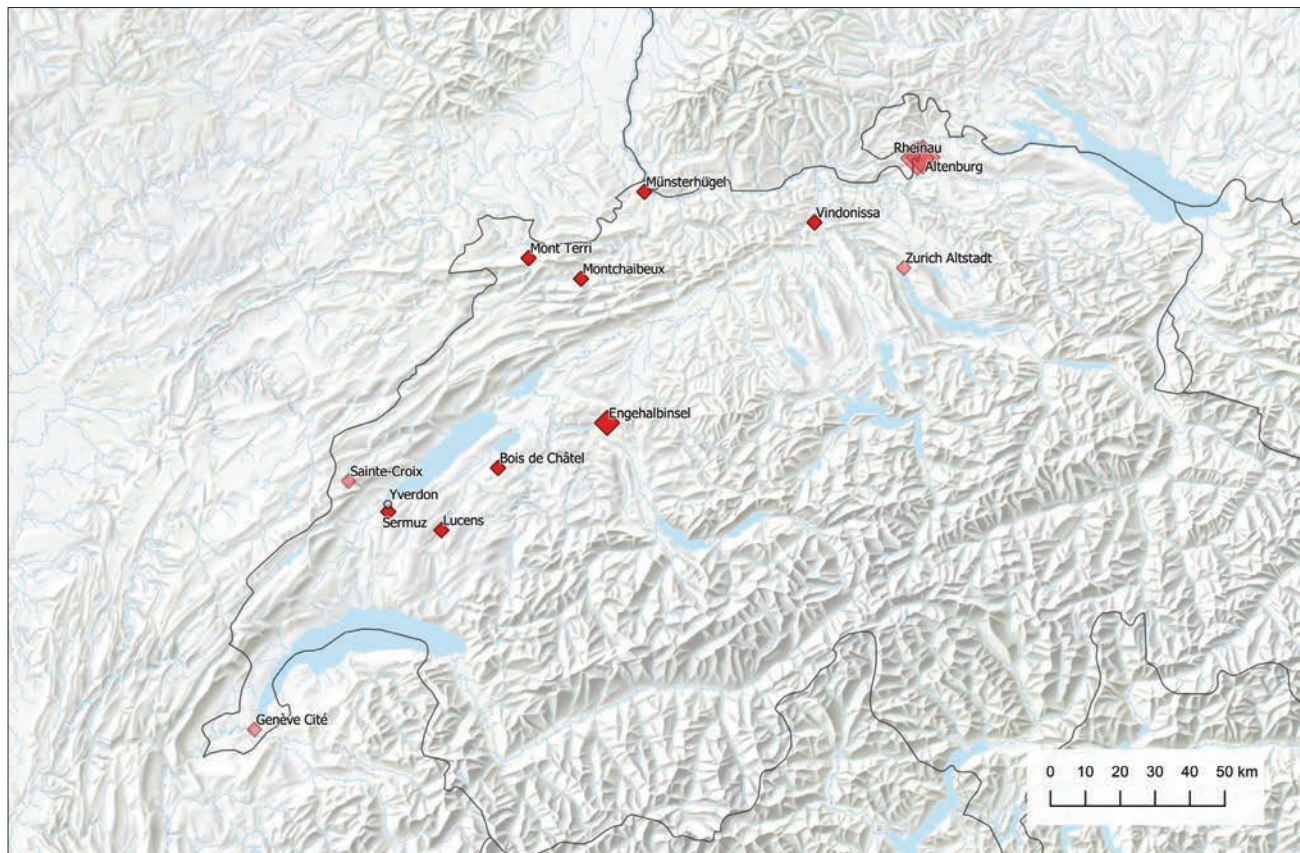 Rheinau
Altenburg
Münsterhügel
Vindonissa
Mont Terri
Zurich Altstadt
Montchaibeux
Engehalbinsel
Bois de Châtel
Sainte-Croix
Yverdon
Sermuz
Lucens
Genève Cité
0 10 20 30 40 50 km